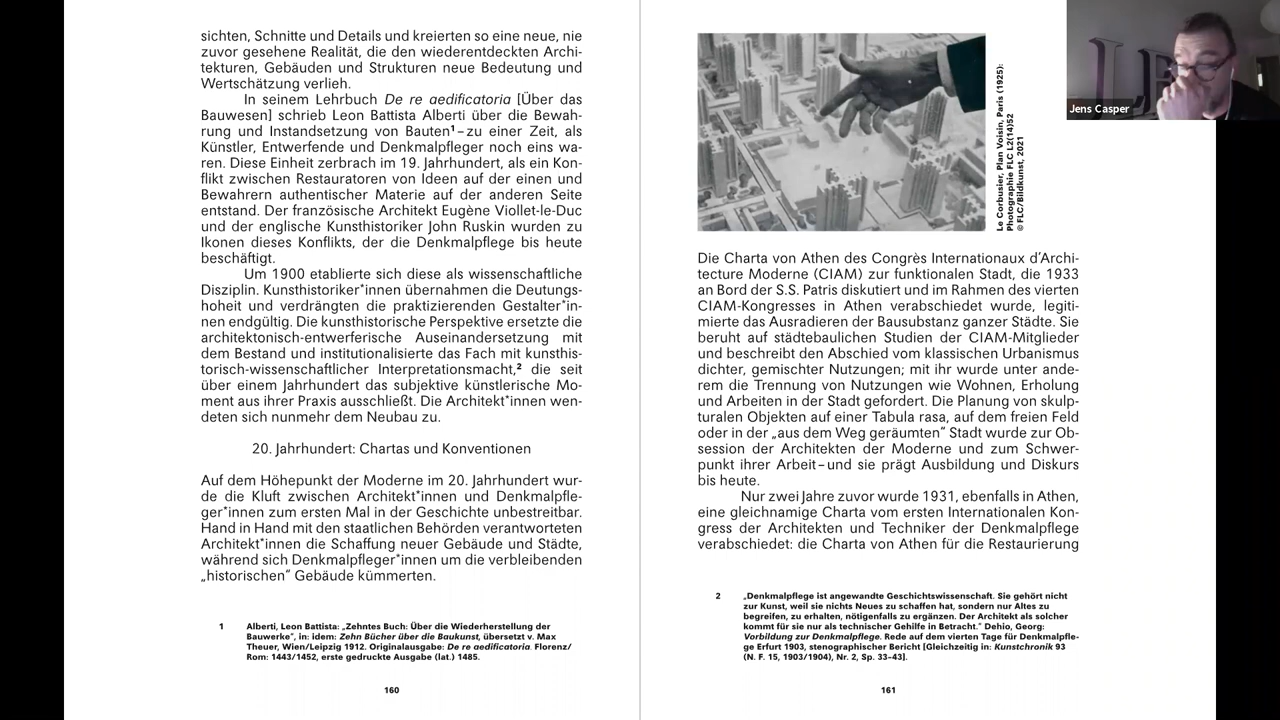 sichten, Schnitte und Details und kreierten so eine neue, nie
zuvor gesehene Realität, die den wiederentdeckten Archi-
tekturen, Gebäuden und Strukturen neue Bedeutung und
Wertschätzung verlieh.
In seinem Lehrbuch De re aedificatoria [Über das
Bauwesen] schrieb Leon Battista Alberti über die Bewah-
rung und Instandsetzung von Bauten1 – zu einer Zeit, als
Künstler, Entwerfende und Denkmalpfleger noch eins wa-
ren. Diese Einheit zerbrach im 19. Jahrhundert, als ein Kon-
flikt zwischen Restauratoren von Ideen auf der einen und
Bewahrern authentischer Materie auf der anderen Seite
entstand. Der französische Architekt Eugène Viollet-le-Duc
und der englische Kunsthistoriker John Ruskin wurden zu
Ikonen dieses Konflikts, der die Denkmalpflege bis heute
beschäftigt.
Um 1900 etablierte sich diese als wissenschaftliche
Disziplin. Kunsthistoriker*innen übernahmen die Deutungs-
hoheit und verdrängten die praktizierenden Gestalter*in-
nen endgültig. Die kunsthistorische Perspektive ersetzte die
architektonisch-entwerferische Auseinandersetzung mit
dem Bestand und institutionalisierte das Fach mit kunsthis-
torisch-wissenschaftlicher Interpretationsmacht,2 die seit
über einem Jahrhundert das subjektive künstlerische Mo-
ment aus ihrer Praxis ausschließt. Die Architekt*innen wen-
deten sich nunmehr dem Neubau zu.
20. Jahrhundert: Chartas und Konventionen
Auf dem Höhepunkt der Moderne im 20. Jahrhundert wur-
de die Kluft zwischen Architekt*innen und Denkmalpfle-
ger*innen zum ersten Mal in der Geschichte unbestreitbar.
Hand in Hand mit den staatlichen Behörden verantworteten
Architekt*innen die Schaffung neuer Gebäude und Städte,
während sich Denkmalpfleger*innen um die verbleibenden
„historischen“ Gebäude kümmerten.
1 Alberti, Leon Battista: „Zehntes Buch: Über die Wiederherstellung der
Bauwerke“, in: idem: Zehn Bücher über die Baukunst, übersetzt v. Max
Theuer, Wien/Leipzig 1912. Originalausgabe: De re aedificatoria. Florenz/
Rom: 1443/1452, erste gedruckte Ausgabe (lat.) 1485.
160
Le Corbusier, Plan Voisin, Paris (1925):
Photographie FLC L2(14)52
© FLC/Bildkunst, 2021
Die Charta von Athen des Congrès Internationaux d’Archi-
tecture Moderne (CIAM) zur funktionalen Stadt, die 1933
an Bord der S.S. Patris diskutiert und im Rahmen des vierten
CIAM-Kongresses in Athen verabschiedet wurde, legiti-
mierte das Ausradieren der Bausubstanz ganzer Städte. Sie
beruht auf städtebaulichen Studien der CIAM-Mitglieder
und beschreibt den Abschied vom klassischen Urbanismus
dichter, gemischter Nutzungen; mit ihr wurde unter ande-
rem die Trennung von Nutzungen wie Wohnen, Erholung
und Arbeiten in der Stadt gefordert. Die Planung von skulp-
turalen Objekten auf einer Tabula rasa, auf dem freien Feld
oder in der „aus dem Weg geräumten“ Stadt wurde zur Ob-
session der Architekten der Moderne und zum Schwer-
punkt ihrer Arbeit – und sie prägt Ausbildung und Diskurs
bis heute.
Nur zwei Jahre zuvor wurde 1931, ebenfalls in Athen,
eine gleichnamige Charta vom ersten Internationalen Kon-
gress der Architekten und Techniker der Denkmalpflege
verabschiedet: die Charta von Athen für die Restaurierung
2 „Denkmalpflege ist angewandte Geschichtswissenschaft. Sie gehört nicht
zur Kunst, weil sie nichts Neues zu schaffen hat, sondern nur Altes zu
begreifen, zu erhalten, nötigenfalls zu ergänzen. Der Architekt als solcher
kommt für sie nur als technischer Gehilfe in Betracht.“ Dehio, Georg:
Vorbildung zur Denkmalpflege. Rede auf dem vierten Tage für Denkmalpfle-
ge Erfurt 1903, stenographischer Bericht [Gleichzeitig in: Kunstchronik 93
(N. F. 15, 1903/1904), Nr. 2, Sp. 33–43].
161
Jens Casper